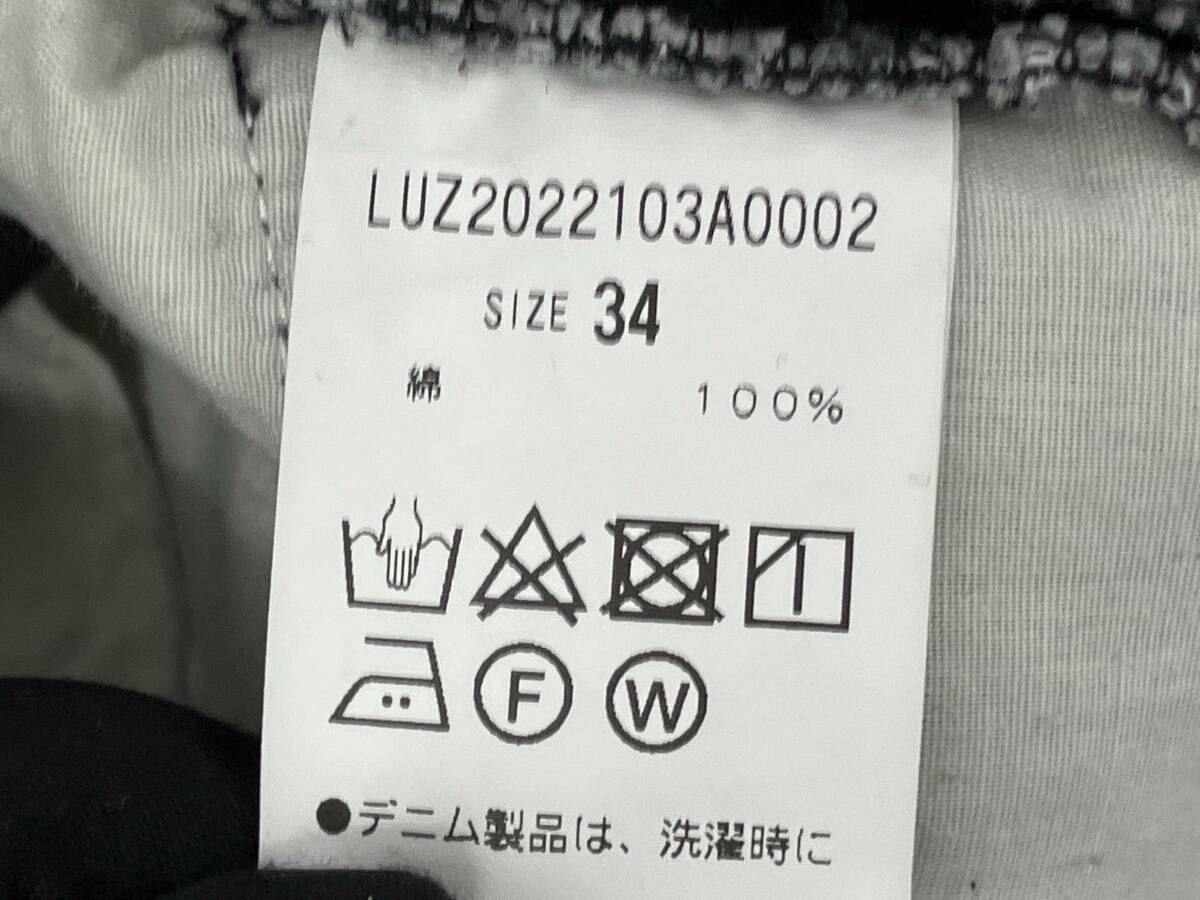 LUZ2022103A0002
SIZE 34
綿 100%
F W
●デニム製品は、洗濯時に